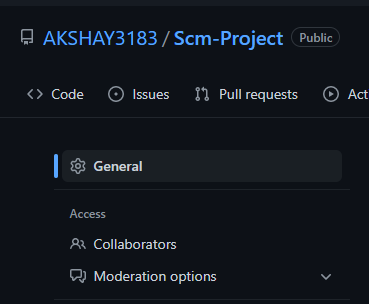 AKSHAY3183 / Scm-Project Public
Code Issues Pull requests Act
General
Access
Collaborators
Moderation options